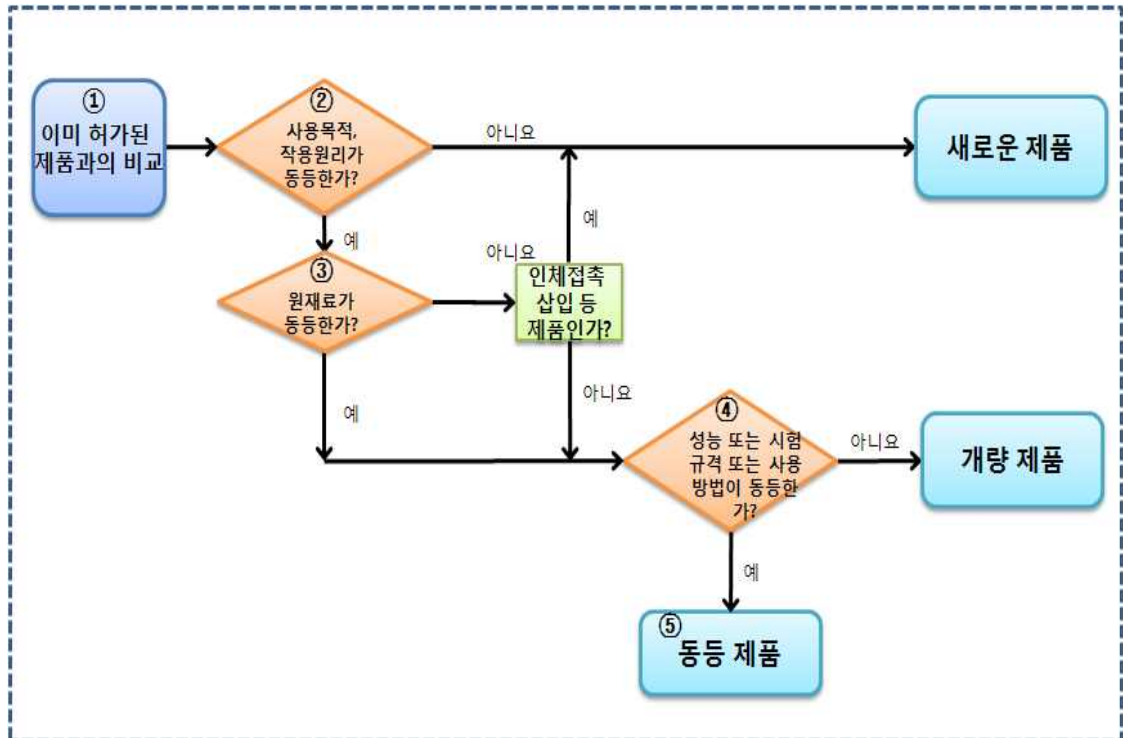 ①
이미 허가된
제품과의 비교
②
사용목적,
작용원리가
동등한가?
아니요
새로운 제품
예
예
③
원재료가
동등한가?
아니요
인체접촉
삽입 등
제품인가?
예
아니요
④
성능 또는 시험
규격 또는 사용
방법이 동등한
가?
아니요
개량 제품
예
⑤
동등 제품